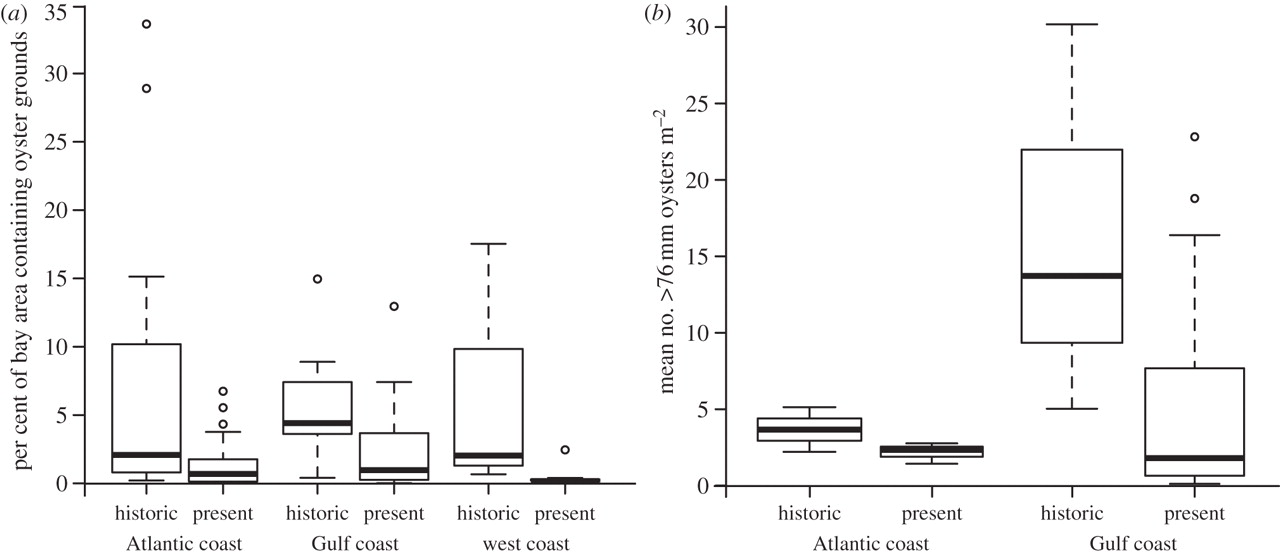 (a)
per cent of bay area containing oyster grounds
35
30
25
20
15
10
5
0
historic present historic present historic present
Atlantic coast Gulf coast west coast
(b)
mean no. >76 mm oysters m−2
30
25
20
15
10
5
0
historic present historic present
Atlantic coast Gulf coast